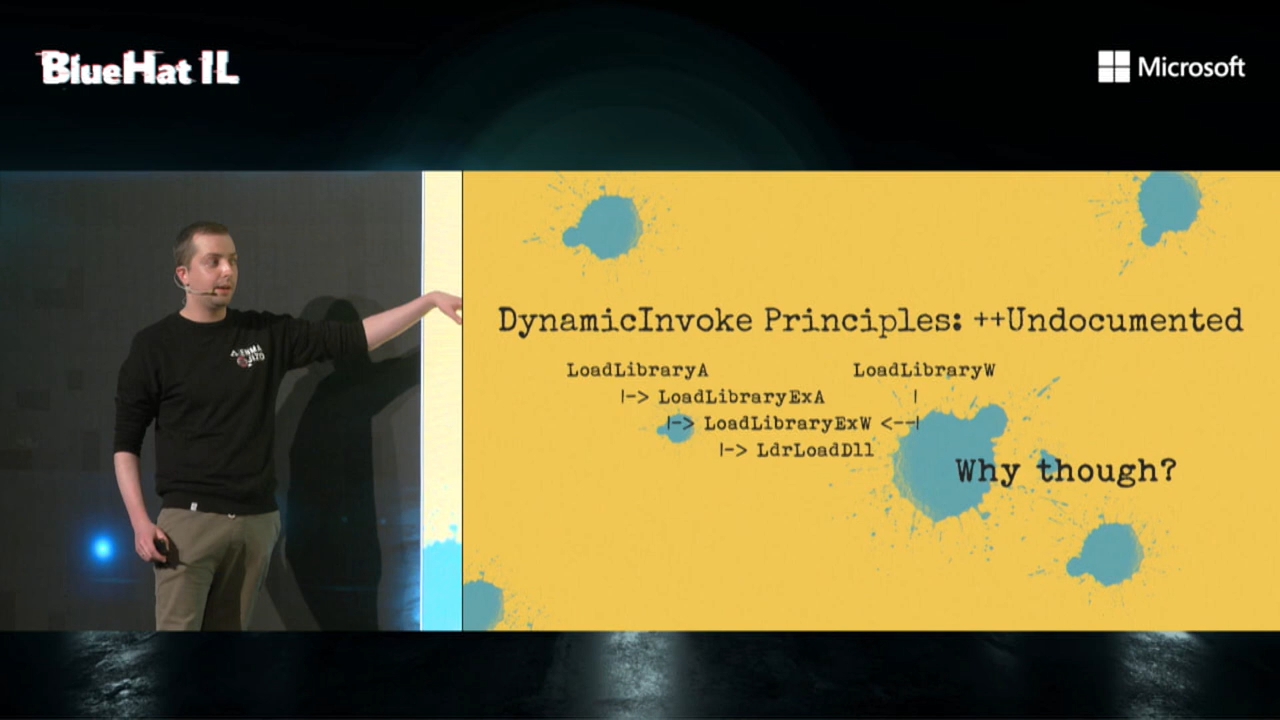 BlueHat IL
Microsoft
DynamicInvoke Principles: ++Undocumented
LoadLibraryA LoadLibraryW
|-> LoadLibraryExA |
|-> LoadLibraryExW <--|
|-> LdrLoadDll
Why though?